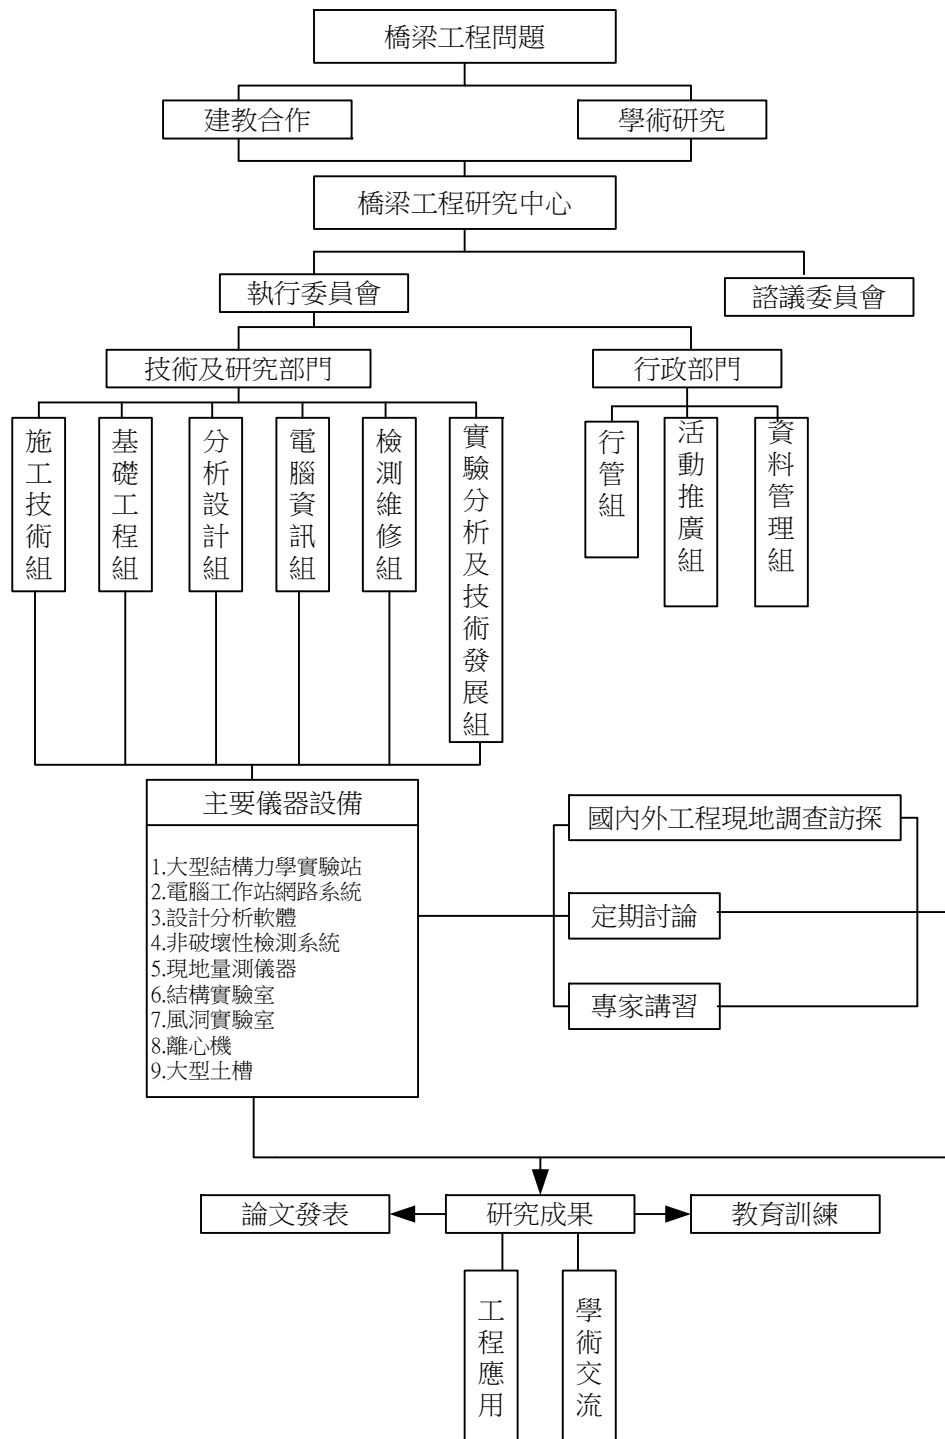 橋梁工程問題
建教合作
學術研究
橋梁工程研究中心
執行委員會
諮議委員會
技術及研究部門
行政部門
施工技術組
基礎工程組
分析設計組
電腦資訊組
檢測維修組
實驗分析及技術發展組
行管組
活動推廣組
資料管理組
主要儀器設備
1.大型結構力學實驗站
2.電腦工作站網路系統
3.設計分析軟體
4.非破壞性檢測系統
5.現地量測儀器
6.結構實驗室
7.風洞實驗室
8.離心機
9.大型土槽
國內外工程現地調查訪探
定期討論
專家講習
論文發表
研究成果
教育訓練
工程應用
學術交流